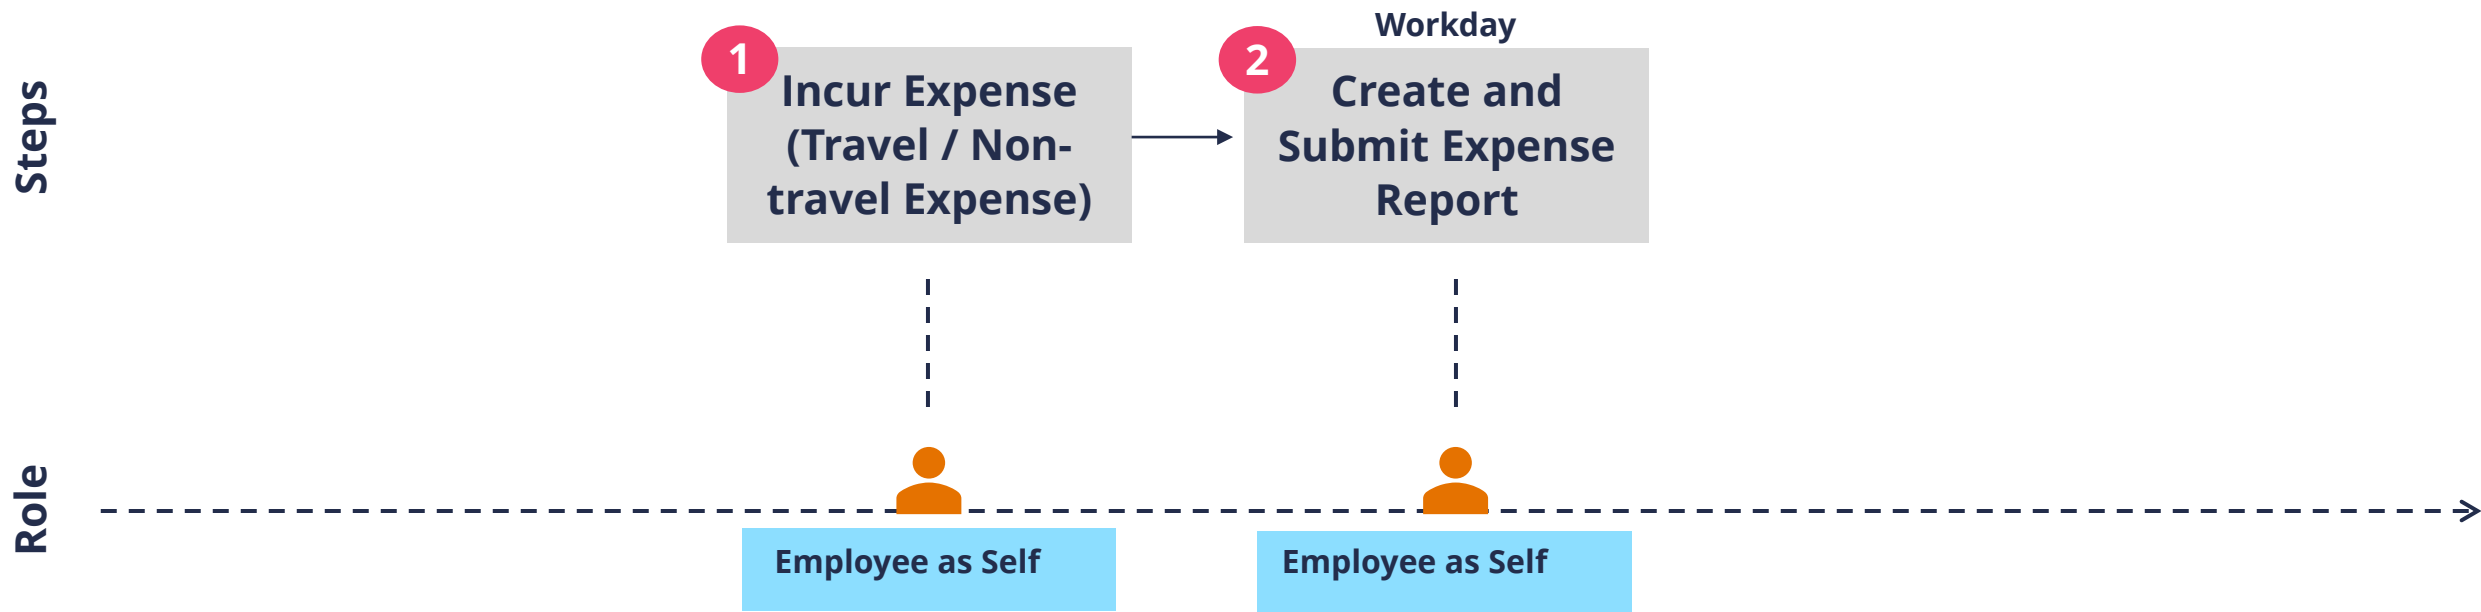 Steps
1
Incur Expense
(Travel / Non-
travel Expense)
Workday
2
Create and
Submit Expense
Report
Role
Employee as Self
Employee as Self